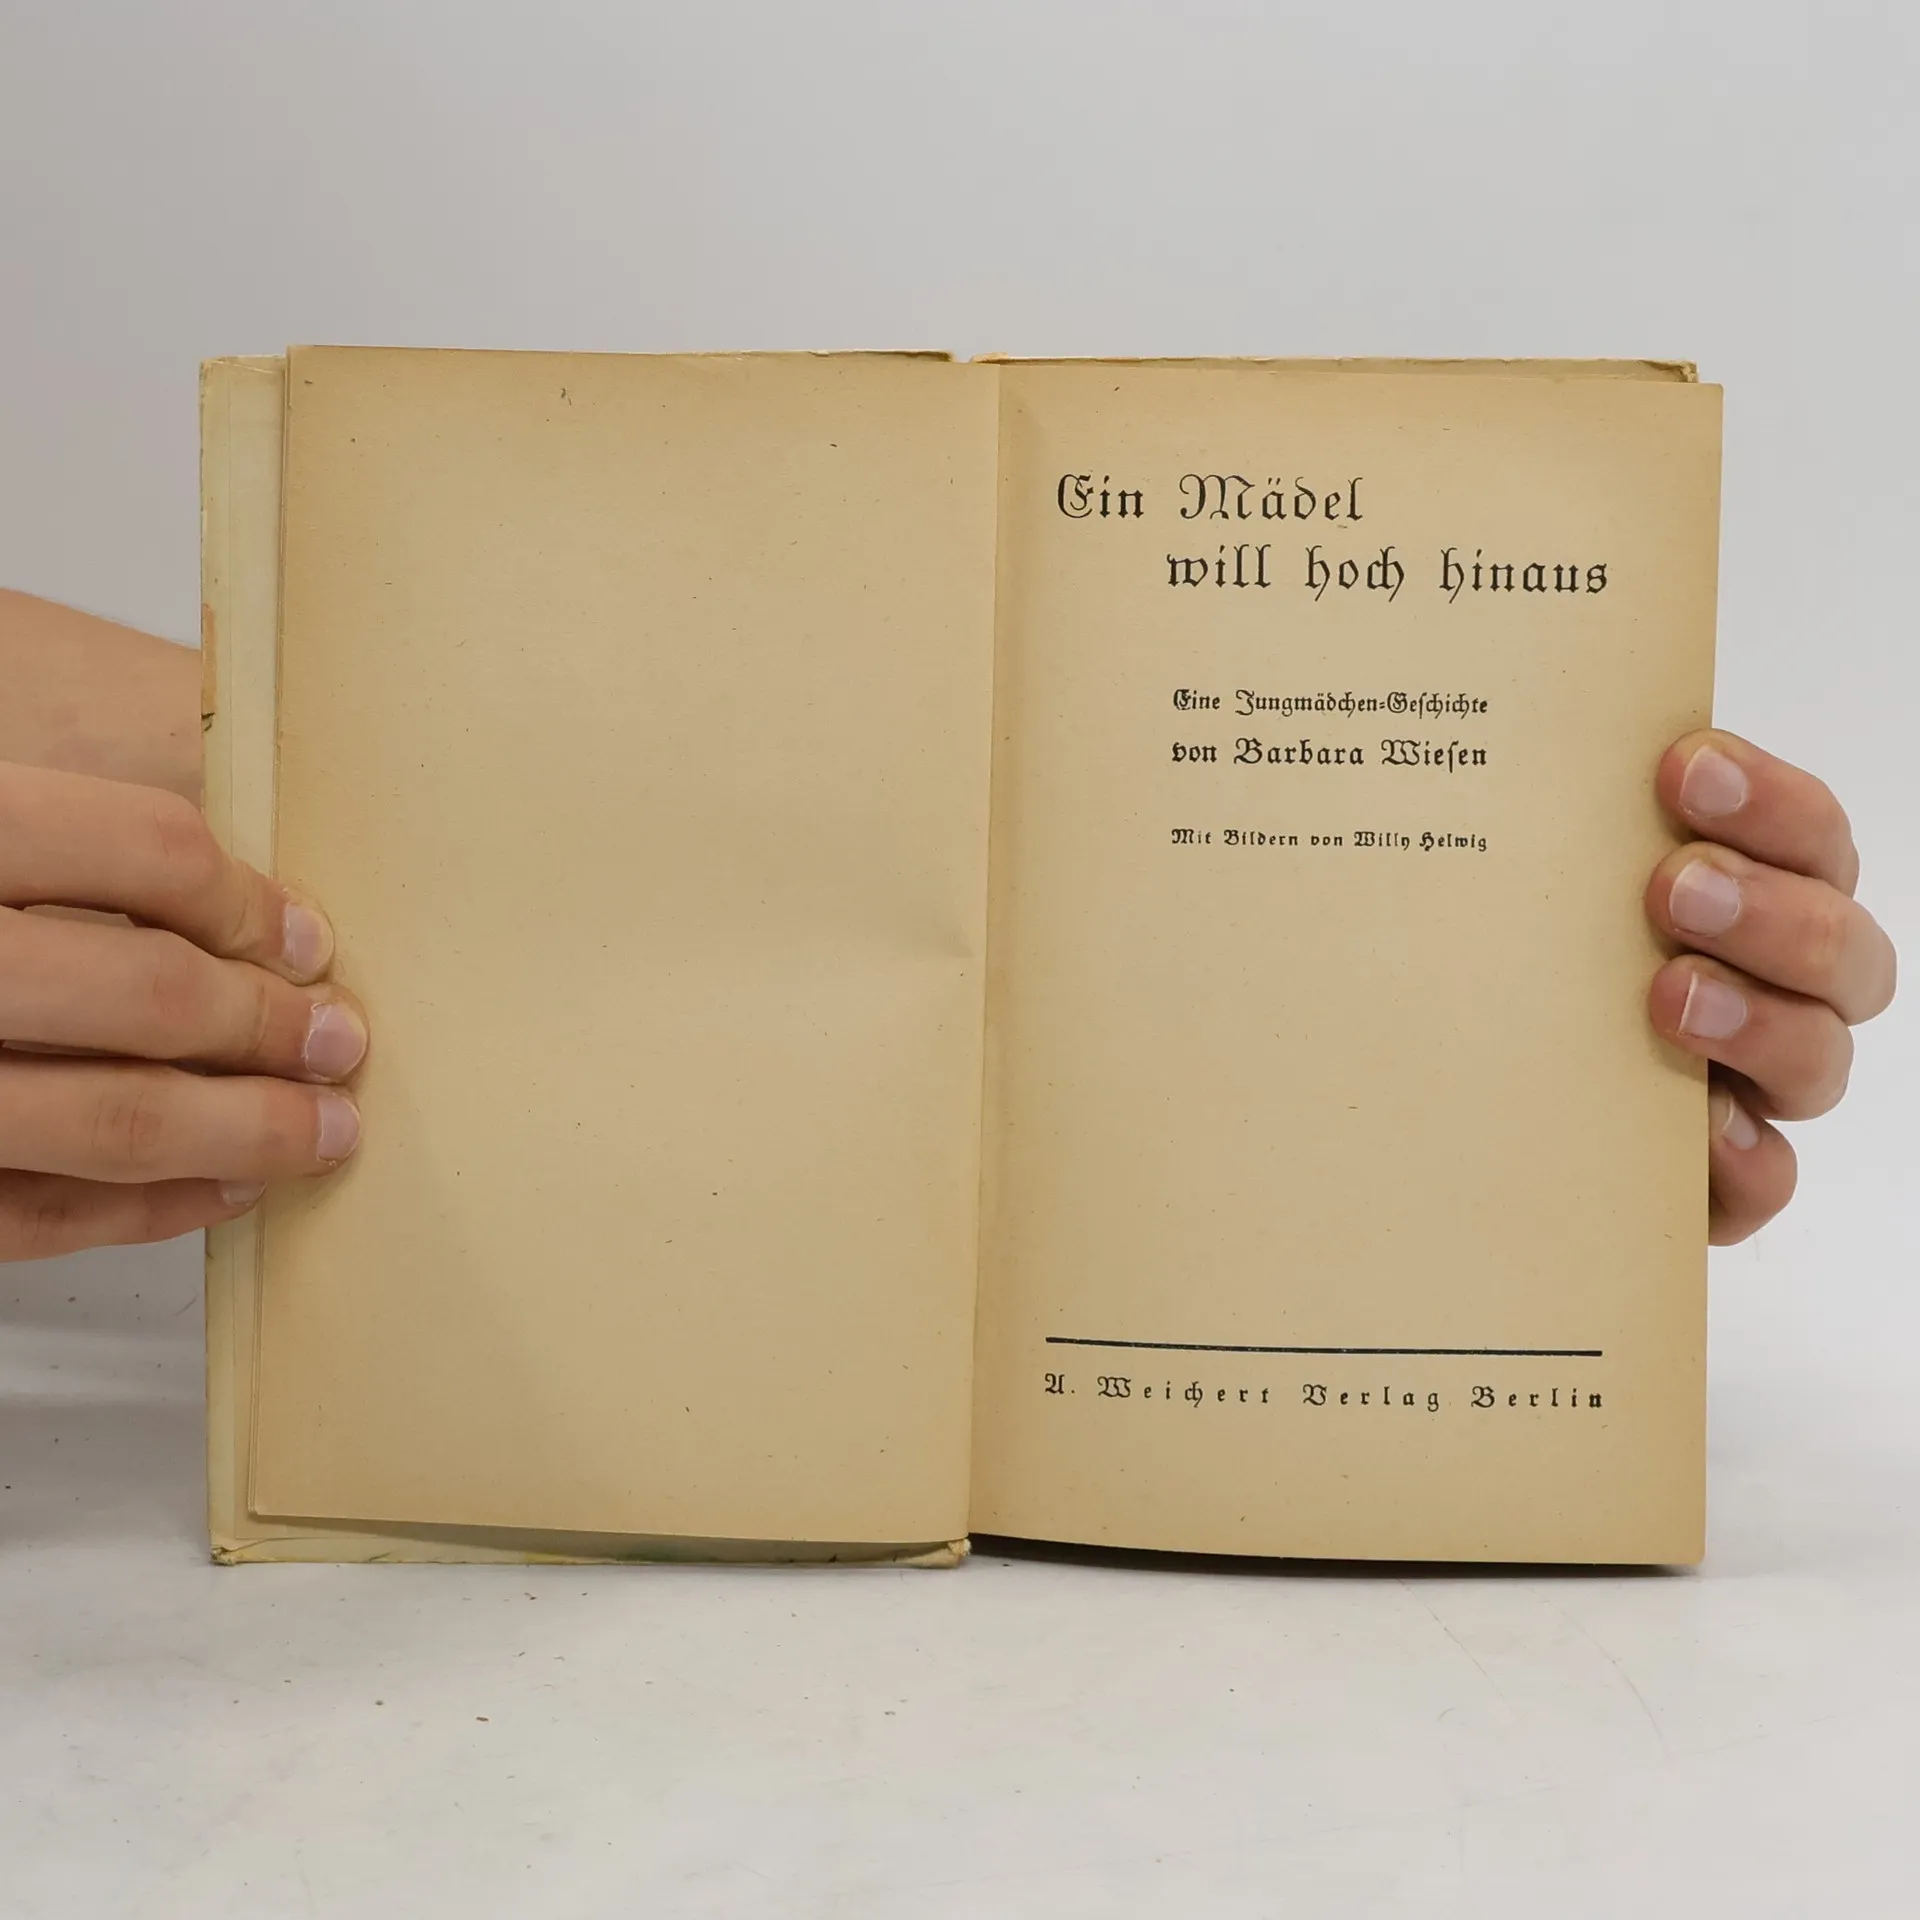 Ein Mädel
will hoch hinaus
Eine Jungmädchen-Geschichte
von Barbara Wiesen
Mit Bildern von Willy Helwig
A. Weichert Verlag Berlin